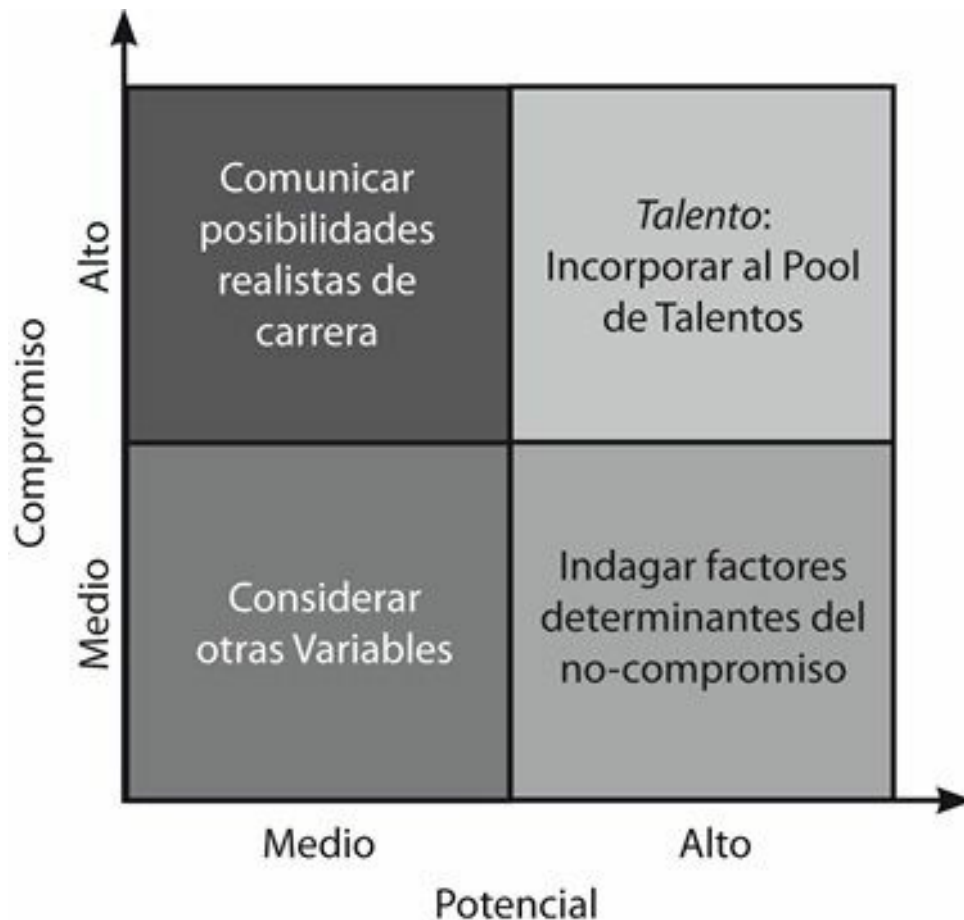 Compromiso
Alto
Medio
Comunicar
posibilidades
realistas de
carrera
Talento:
Incorporar al Pool
de Talentos
Considerar
otras Variables
Indagar factores
determinantes del
no-compromiso
Medio
Alto
Potencial